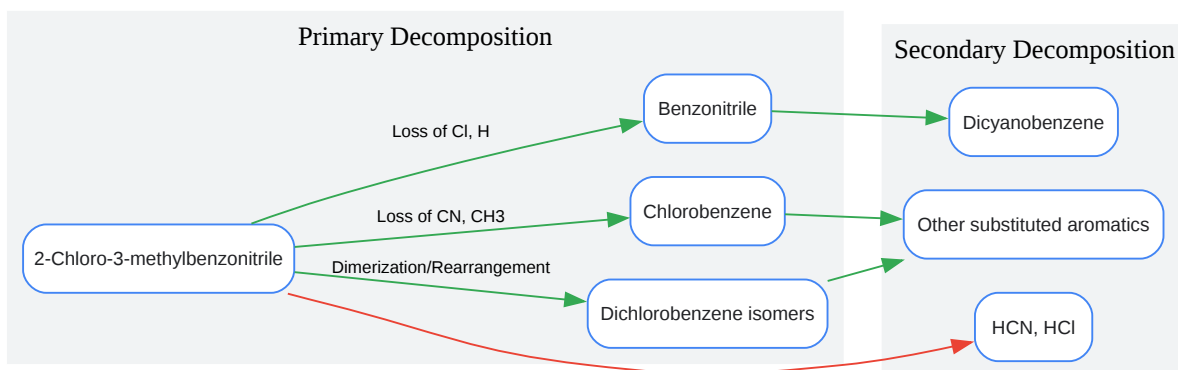 Primary Decomposition
Secondary Decomposition
Benzonitrile
Dicyanobenzene
Loss of Cl, H
Loss of CN, CH3
Chlorobenzene
Other substituted aromatics
2-Chloro-3-methylbenzonitrile
Dimerization/Rearrangement
Dichlorobenzene isomers
HCN, HCl